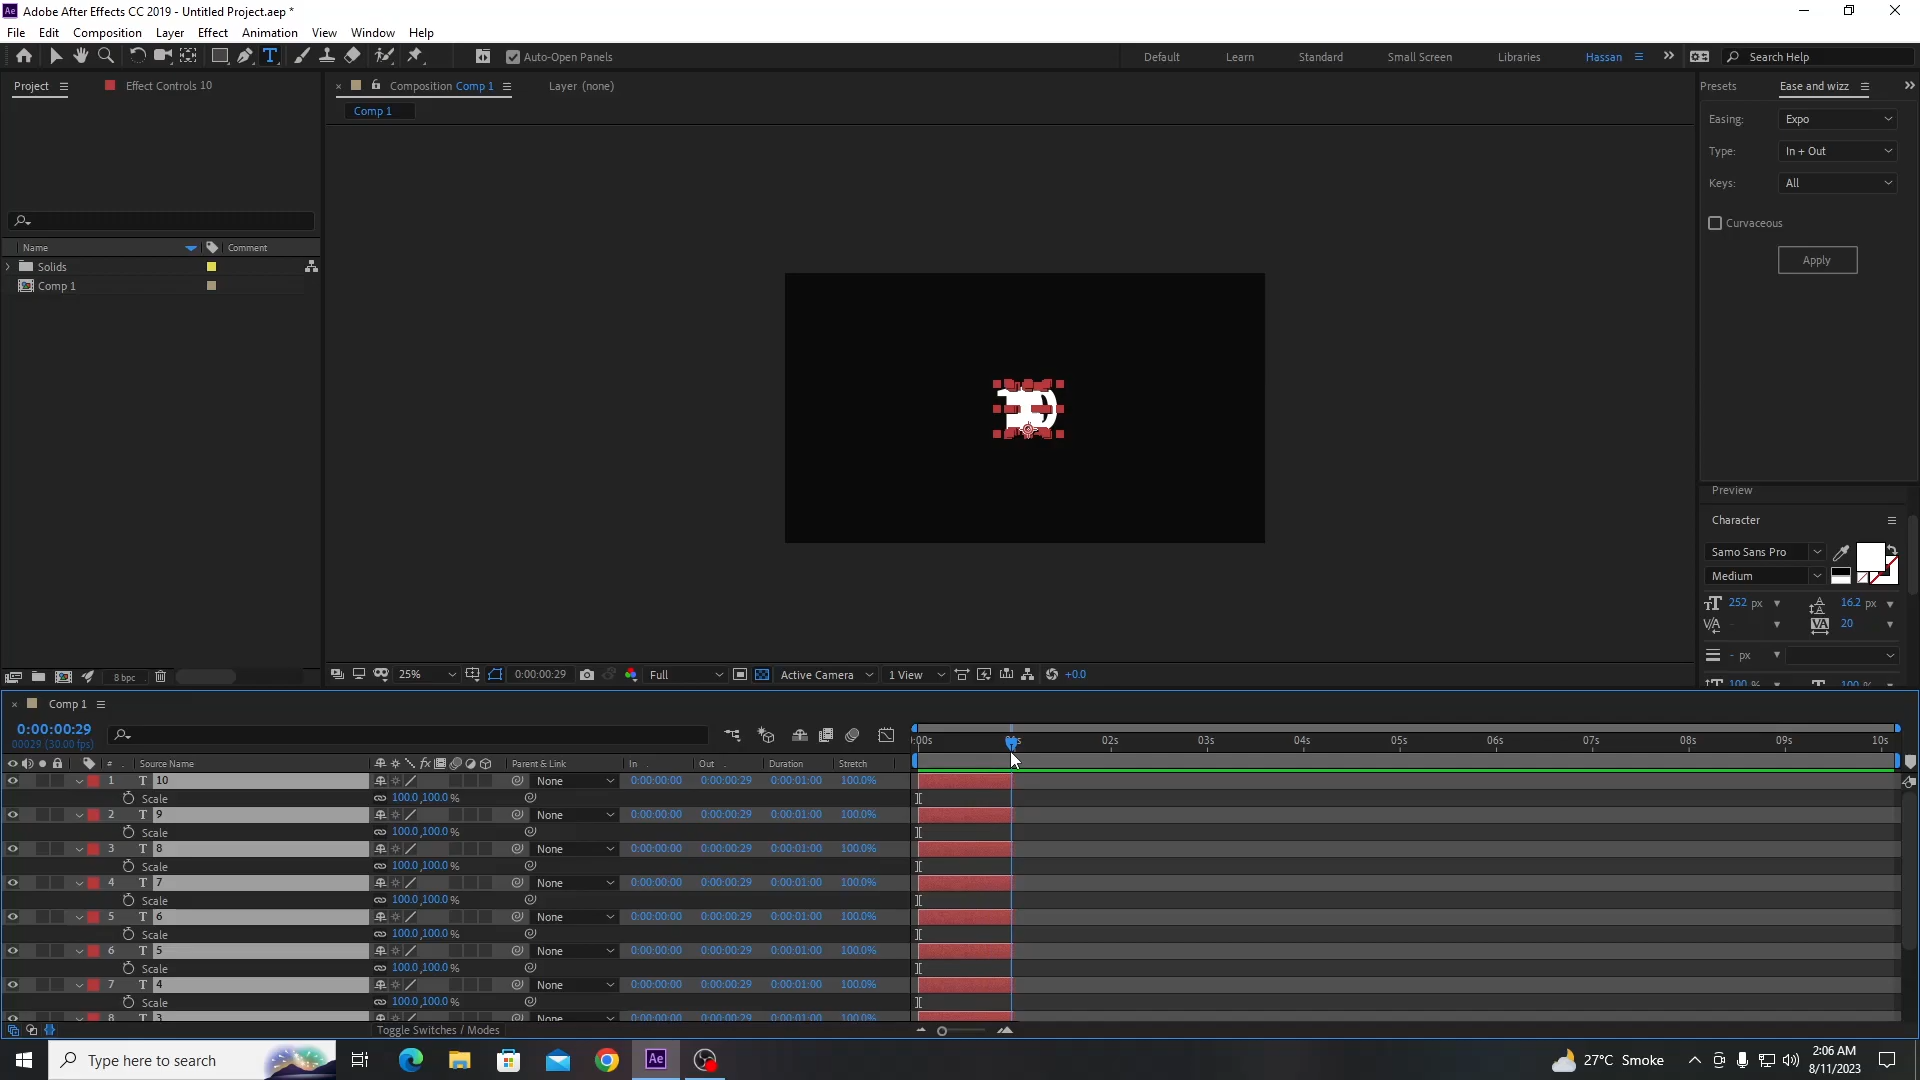 Adobe After Effects CC 2019 - Untitled Project.aep *
File Edit Composition Layer Effect Animation View Window Help
Auto-Open Panels Default Learn Standard Small Screen Libraries Hassan Search Help
Project Effect Controls 10 Composition Comp 1 Layer (none) Presets Ease and wizz
Comp 1
Easing: Expo
Type: In + Out
Keys: All
Curvaceous
Apply
Name Comment
Solids
Comp 1
Preview
Character
Samo Sans Pro
Medium
252 px 16.2 px
20
- px
100 % 100 %
8 bpc 25% 0:00:00:29 Full Active Camera 1 View +0.0
Comp 1
0:00:00:29
00029 (30.00 fps)
:00s 02s 03s 04s 05s 06s 07s 08s 09s 10s
# Source Name Parent & Link In Out Duration Stretch
1 T 10 None 0:00:00:00 0:00:00:29 0:00:01:00 100.0%
Scale 100.0,100.0 %
2 T 9 None 0:00:00:00 0:00:00:29 0:00:01:00 100.0%
Scale 100.0,100.0 %
3 T 8 None 0:00:00:00 0:00:00:29 0:00:01:00 100.0%
Scale 100.0,100.0 %
4 T 7 None 0:00:00:00 0:00:00:29 0:00:01:00 100.0%
Scale 100.0,100.0 %
5 T 6 None 0:00:00:00 0:00:00:29 0:00:01:00 100.0%
Scale 100.0,100.0 %
6 T 5 None 0:00:00:00 0:00:00:29 0:00:01:00 100.0%
Scale 100.0,100.0 %
7 T 4 None 0:00:00:00 0:00:00:29 0:00:01:00 100.0%
Scale 100.0,100.0 %
8 T 3 None 0:00:00:00 0:00:00:29 0:00:01:00 100.0%
Toggle Switches / Modes
Type here to search Ae 27°C Smoke 2:06 AM
8/11/2023